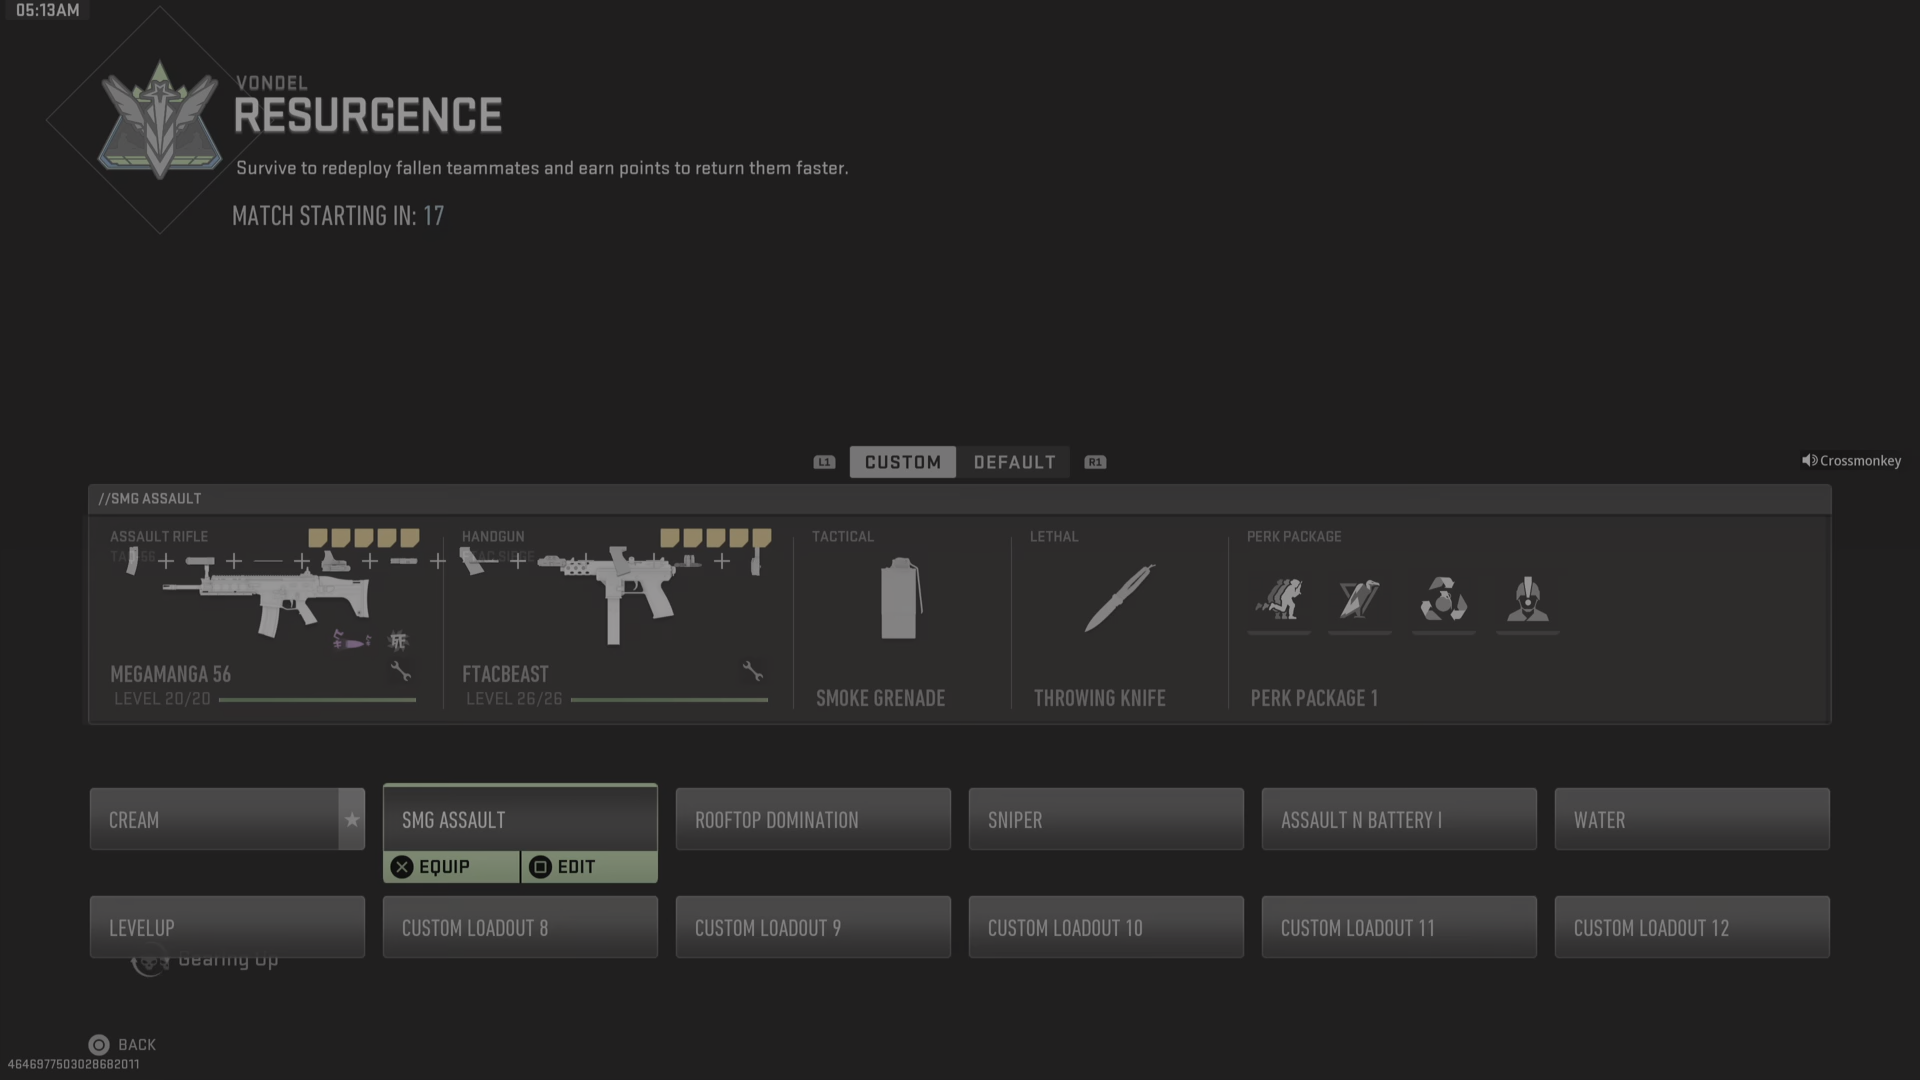 05:13AM
VONDEL
RESURGENCE
Survive to redeploy fallen teammates and earn points to return them faster.
MATCH STARTING IN: 17
L1 CUSTOM DEFAULT R1
Crossmonkey
//SMG ASSAULT
ASSAULT RIFLE
HANDGUN
TACTICAL
LETHAL
PERK PACKAGE
MEGAMANGA 56
LEVEL 20/20
FTACBEAST
LEVEL 26/26
SMOKE GRENADE
THROWING KNIFE
PERK PACKAGE 1
CREAM
SMG ASSAULT
ROOFTOP DOMINATION
SNIPER
ASSAULT N BATTERY I
WATER
EQUIP
EDIT
LEVELUP
CUSTOM LOADOUT 8
CUSTOM LOADOUT 9
CUSTOM LOADOUT 10
CUSTOM LOADOUT 11
CUSTOM LOADOUT 12
Gearing Up
BACK
4646977503028682011